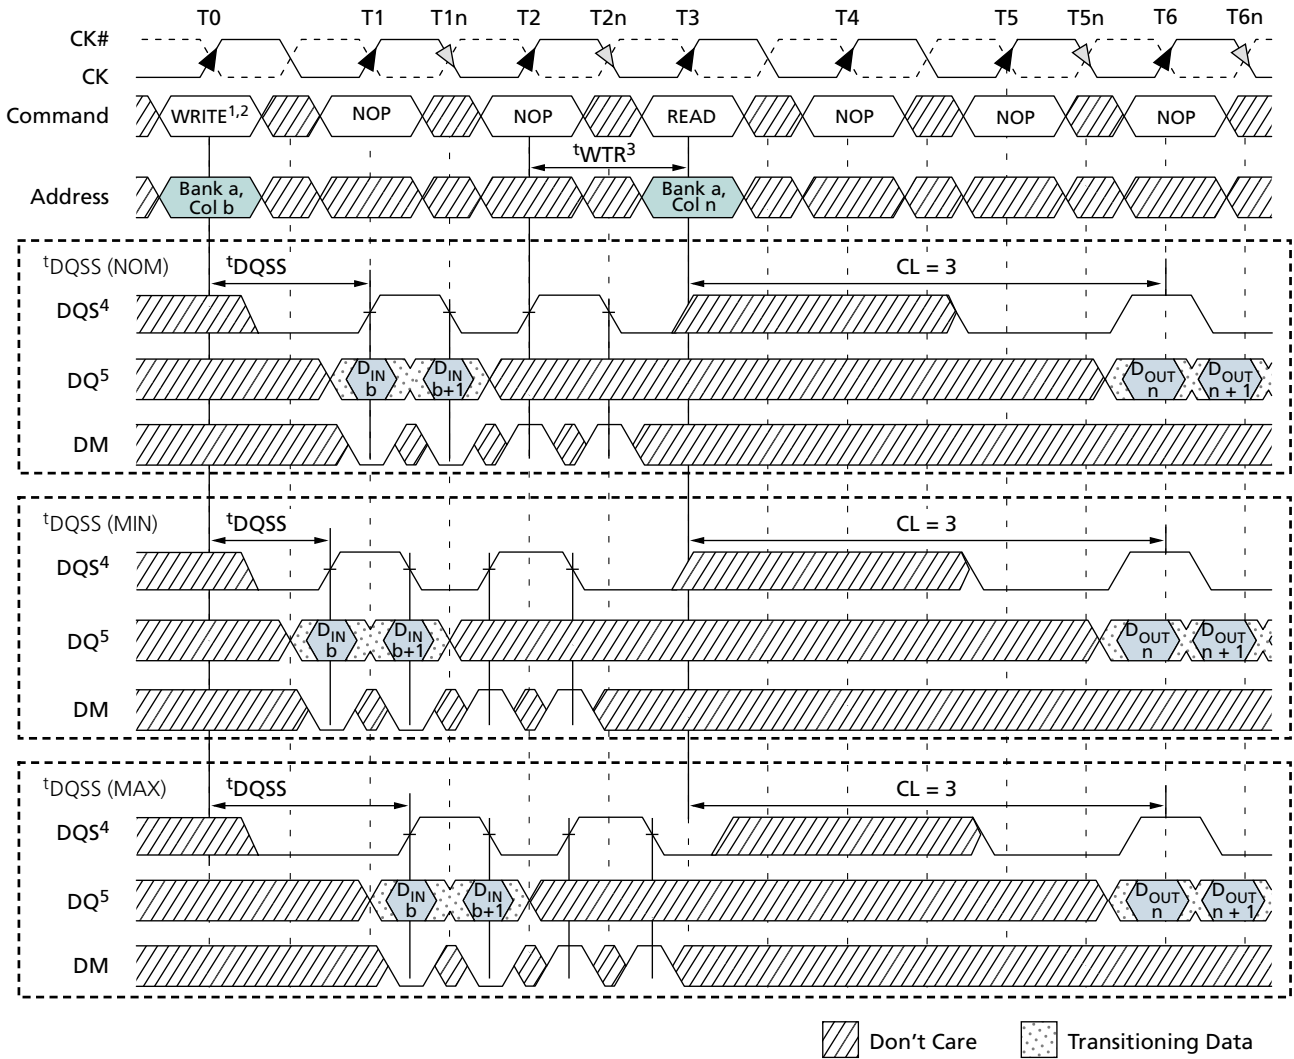 T0 T1 T1n T2 T2n T3 T4 T5 T5n T6 T6n
CK#
CK
Command WRITE1,2 NOP NOP READ NOP NOP NOP
tWTR3
Address Bank a, Col b Bank a, Col n
tDQSS (NOM) tDQSS CL = 3
DQS4
DQ5 DIN b DIN b+1 DOUT n DOUT n + 1
DM
tDQSS (MIN) tDQSS CL = 3
DQS4
DQ5 DIN b DIN b+1 DOUT n DOUT n + 1
DM
tDQSS (MAX) tDQSS CL = 3
DQS4
DQ5 DIN b DIN b+1 DOUT n DOUT n + 1
DM
Don't Care Transitioning Data